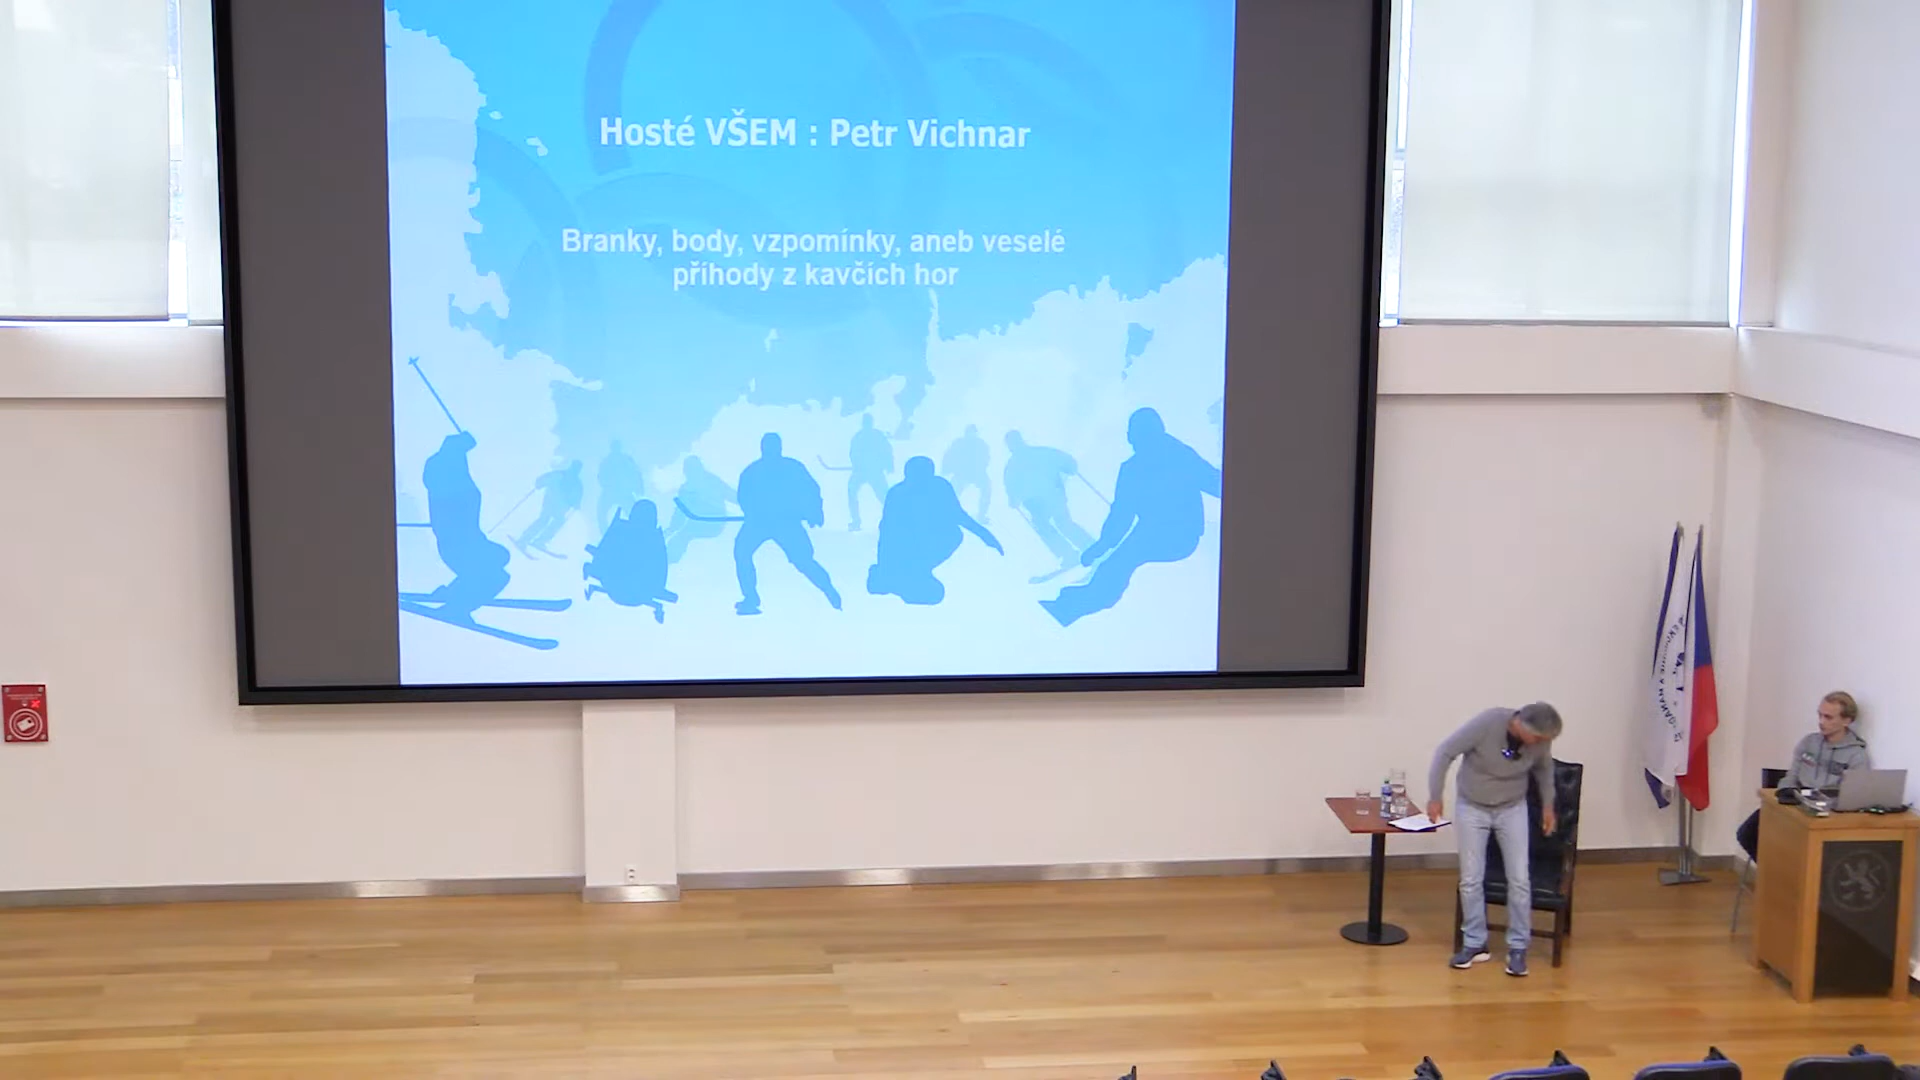 Hosté VŠEM : Petr Vichnar
Branky, body, vzpomínky, aneb veselé
příhody z kavčích hor